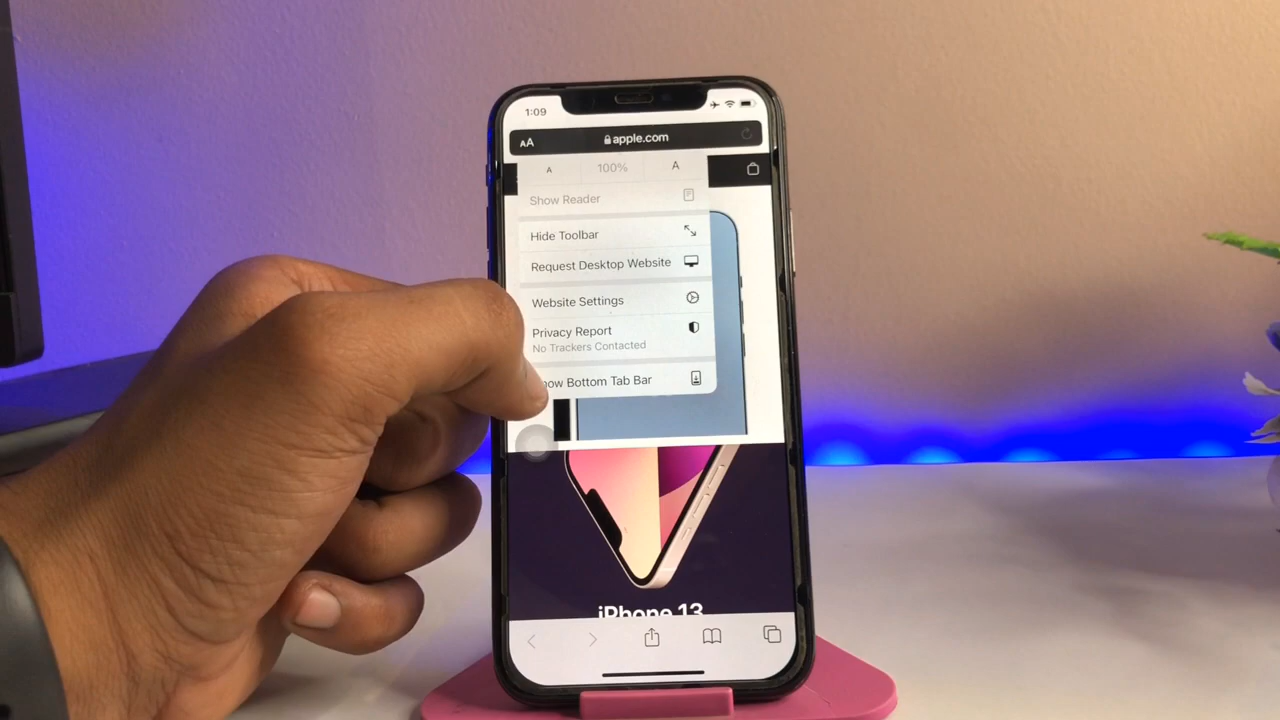 1:09
AA apple.com
A 100% A
Show Reader
Hide Toolbar
Request Desktop Website
Website Settings
Privacy Report
No Trackers Contacted
ow Bottom Tab Bar
iPhone 13